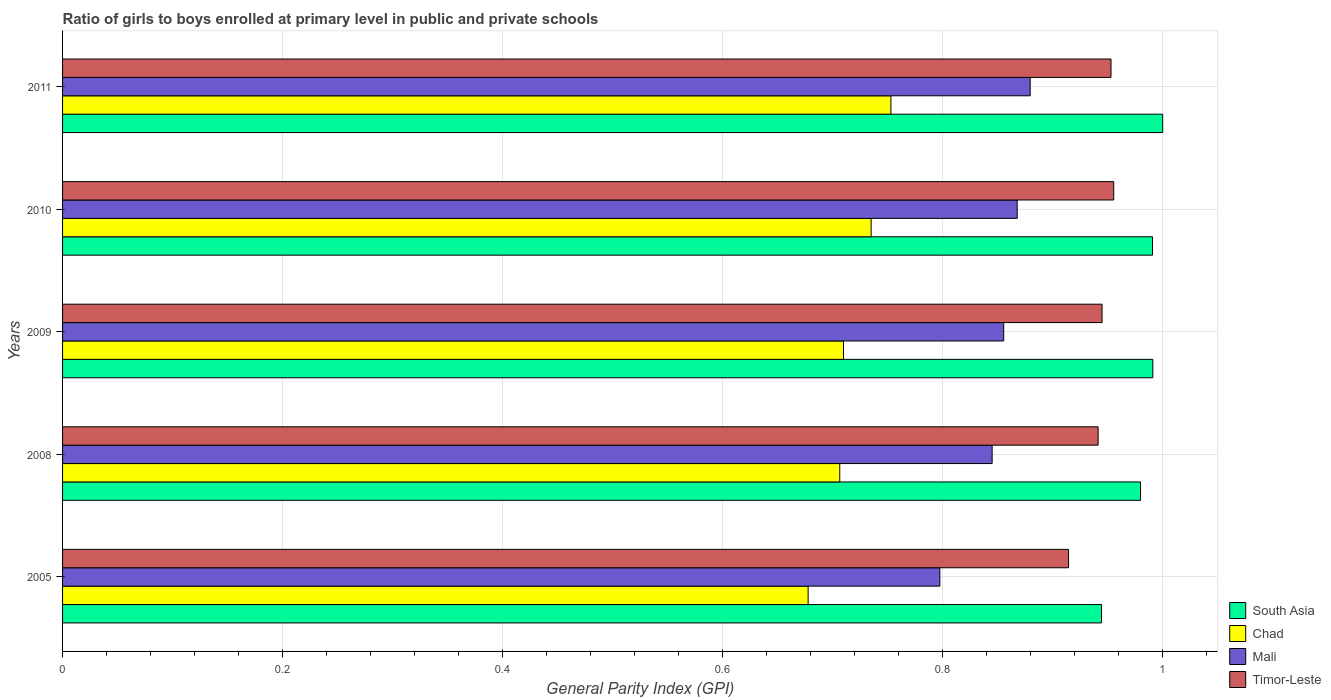 Ratio of girls to boys enrolled at primary level in public and private schools
2011
2010
2009
2008
2005
Years
0
0.2
0.4
0.6
0.8
1
General Parity Index (GPI)
South Asia
Chad
Mali
Timor-Leste